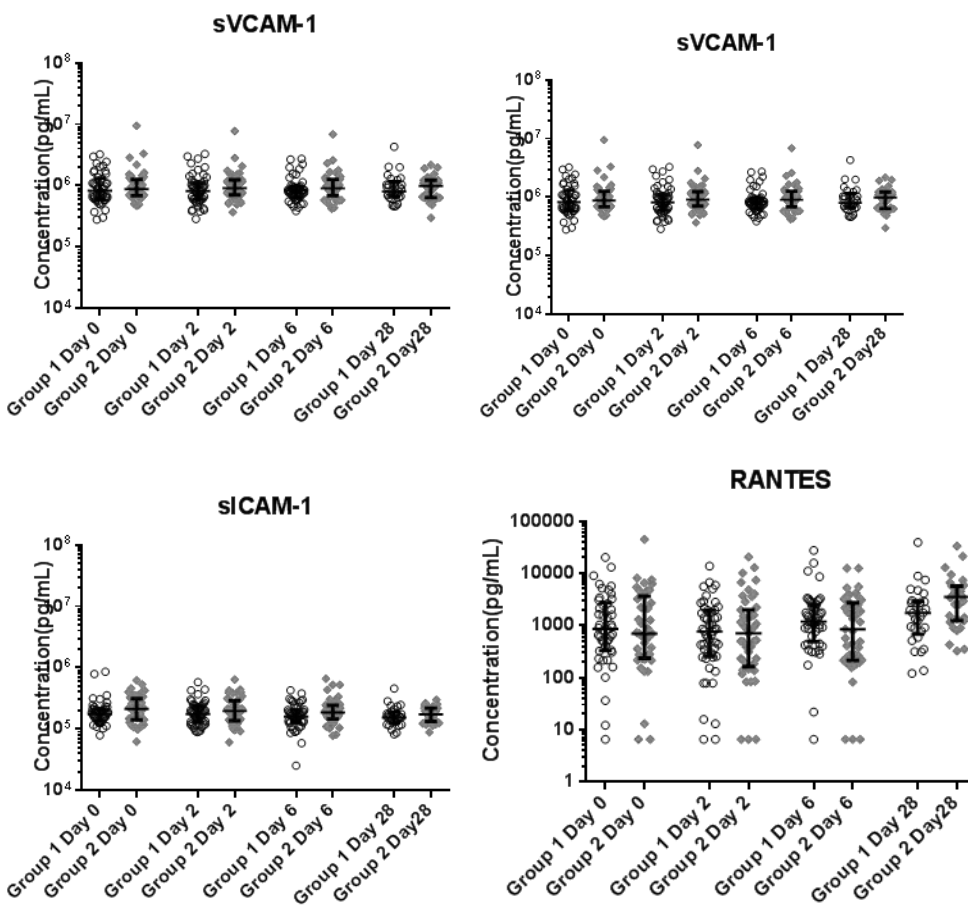 sVCAM-1
Concentration(pg/mL)
10⁸
10⁷
10⁶
10⁵
10⁴
Group 1 Day 0
Group 2 Day 0
Group 1 Day 2
Group 2 Day 2
Group 1 Day 6
Group 2 Day 6
Group 1 Day 28
Group 2 Day28
sVCAM-1
Concentration(pg/mL)
10⁸
10⁷
10⁶
10⁵
10⁴
Group 1 Day 0
Group 2 Day 0
Group 1 Day 2
Group 2 Day 2
Group 1 Day 6
Group 2 Day 6
Group 1 Day 28
Group 2 Day28
sICAM-1
Concentration(pg/mL)
10⁸
10⁷
10⁶
10⁵
10⁴
Group 1 Day 0
Group 2 Day 0
Group 1 Day 2
Group 2 Day 2
Group 1 Day 6
Group 2 Day 6
Group 1 Day 28
Group 2 Day28
RANTES
Concentration(pg/mL)
100000
10000
1000
100
10
1
Group 1 Day 0
Group 2 Day 0
Group 1 Day 2
Group 2 Day 2
Group 1 Day 6
Group 2 Day 6
Group 1 Day 28
Group 2 Day28